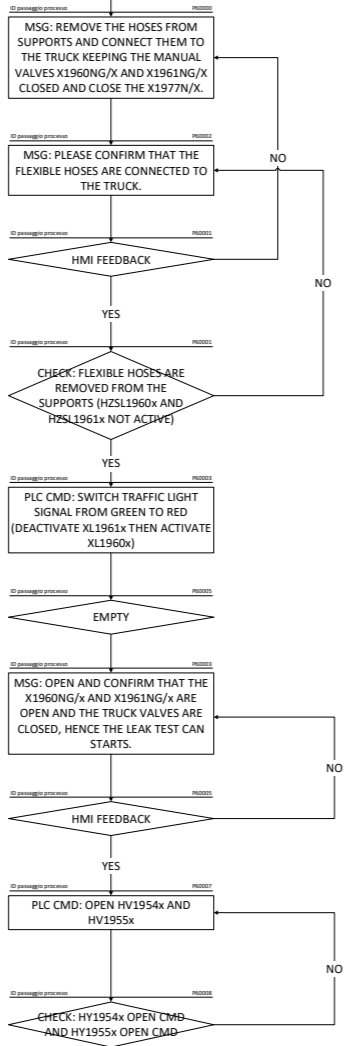 ID passaggio processo P60000
MSG: REMOVE THE HOSES FROM
SUPPORTS AND CONNECT THEM TO
THE TRUCK KEEPING THE MANUAL
VALVES X1960NG/X AND X1961NG/X
CLOSED AND CLOSE THE X1977N/X.
ID passaggio processo P60002
MSG: PLEASE CONFIRM THAT THE
FLEXIBLE HOSES ARE CONNECTED TO
THE TRUCK.
NO
ID passaggio processo P60001
HMI FEEDBACK
NO
YES
ID passaggio processo P60001
CHECK: FLEXIBLE HOSES ARE
REMOVED FROM THE
SUPPORTS (HZSL1960x AND
HZSL1961x NOT ACTIVE)
YES
ID passaggio processo P60003
PLC CMD: SWITCH TRAFFIC LIGHT
SIGNAL FROM GREEN TO RED
(DEACTIVATE XL1961x THEN ACTIVATE
XL1960x)
ID passaggio processo P60005
EMPTY
ID passaggio processo P60003
MSG: OPEN AND CONFIRM THAT THE
X1960NG/x AND X1961NG/x ARE
OPEN AND THE TRUCK VALVES ARE
CLOSED, HENCE THE LEAK TEST CAN
STARTS.
NO
ID passaggio processo P60005
HMI FEEDBACK
YES
ID passaggio processo P60007
PLC CMD: OPEN HV1954x AND
HV1955x
NO
ID passaggio processo P60008
CHECK: HY1954x OPEN CMD
AND HY1955x OPEN CMD